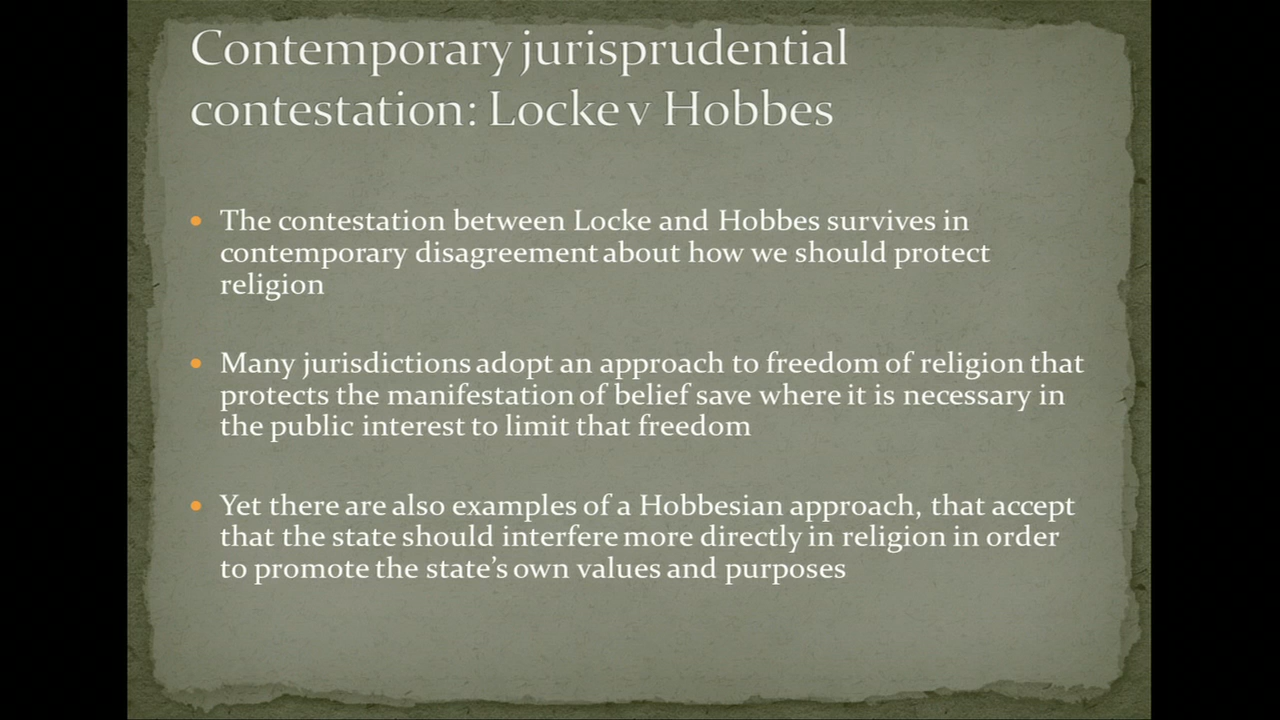 Contemporary jurisprudential
contestation: Locke v Hobbes
• The contestation between Locke and Hobbes survives in
contemporary disagreement about how we should protect
religion
• Many jurisdictions adopt an approach to freedom of religion that
protects the manifestation of belief save where it is necessary in
the public interest to limit that freedom
• Yet there are also examples of a Hobbesian approach, that accept
that the state should interfere more directly in religion in order
to promote the state's own values and purposes